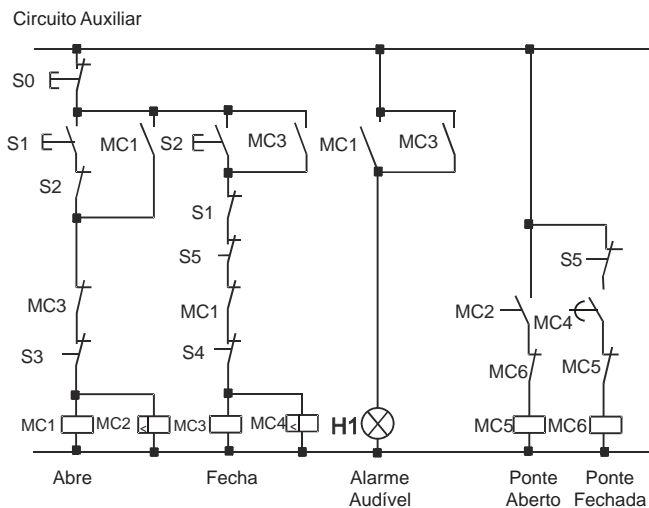 Circuito Auxiliar
S0
S1
MC1
S2
MC3
MC1
MC3
S2
S1
S5
S5
MC3
MC1
MC2
MC4
S3
S4
MC6
MC5
MC1
MC2
MC3
MC4
H1
MC5
MC6
Abre
Fecha
Alarme
Audível
Ponte
Aberto
Ponte
Fechada